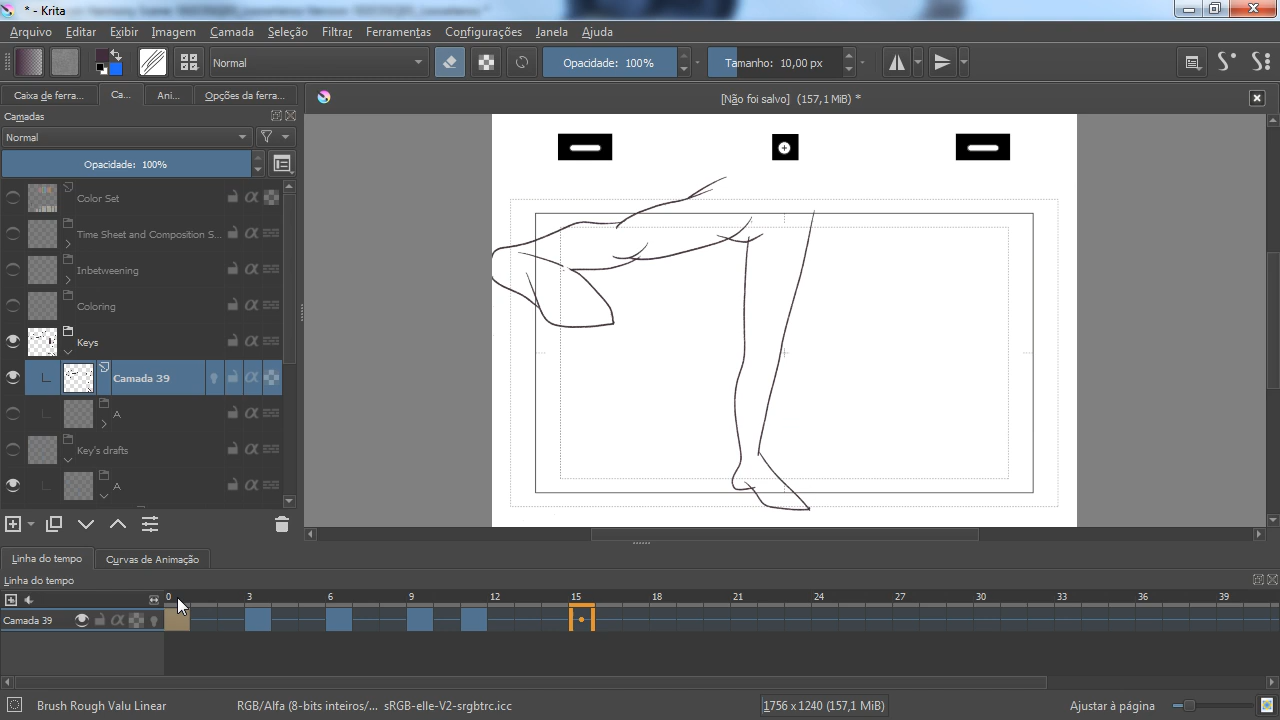 * - Krita
Arquivo Editar Exibir Imagem Camada Seleção Filtrar Ferramentas Configurações Janela Ajuda
Normal Opacidade: 100% Tamanho: 10,00 px
Caixa de ferra... Ca... Ani... Opções da ferra...
[Não foi salvo] (157,1 MiB) *
Camadas
Normal
Opacidade: 100%
Color Set
Time Sheet and Composition S...
Inbetweening
Coloring
Keys
Camada 39
A
Key's drafts
A
Linha do tempo Curvas de Animação
Linha do tempo
0 3 6 9 12 15 18 21 24 27 30 33 36 39
Camada 39
Brush Rough Valu Linear RGB/Alfa (8-bits inteiros/... sRGB-elle-V2-srgbtrc.icc 1756 x 1240 (157,1 MiB) Ajustar à página